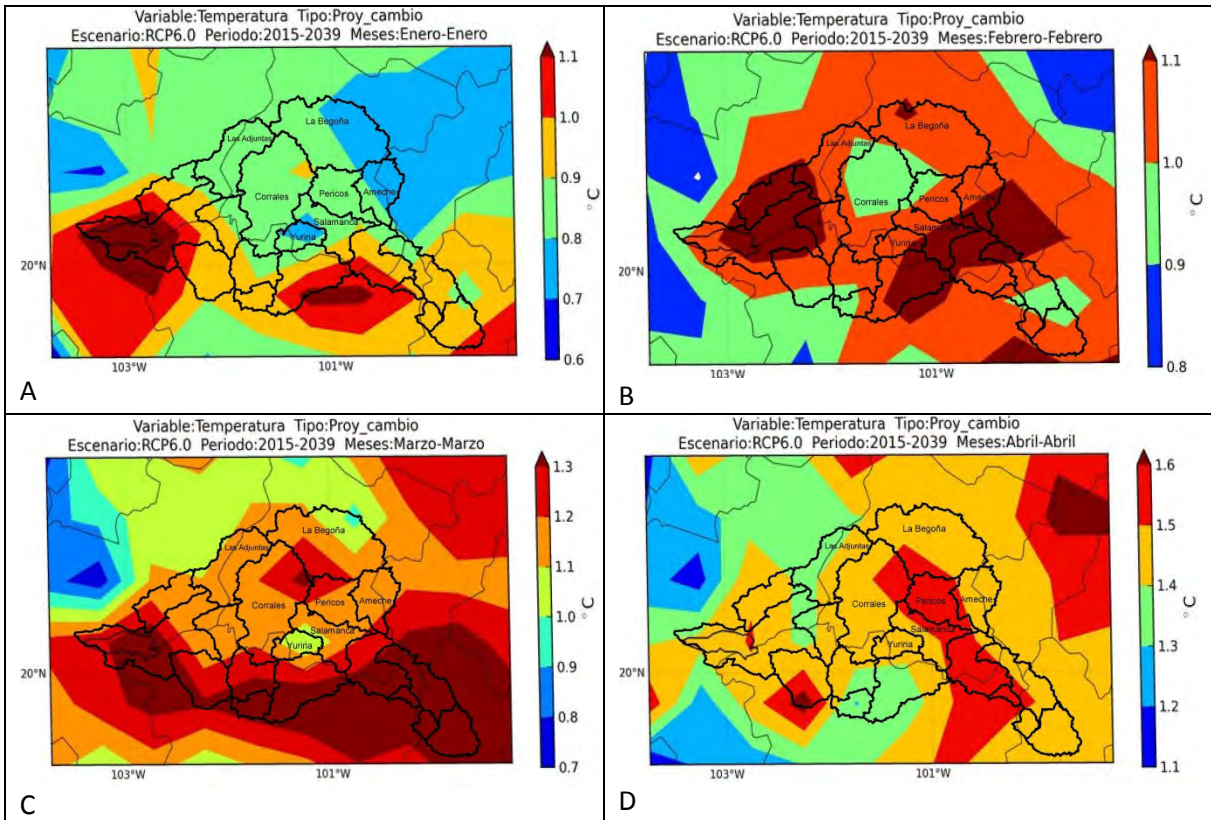 Variable:Temperatura Tipo:Proy_cambio
Escenario:RCP6.0 Periodo:2015-2039 Meses:Enero-Enero
1.1
1.0
0.9
0.8
0.7
0.6
°C
20°N
103°W
101°W
La Begoña
Las Adjuntas
Corrales
Pericos
Ameche
Salamanca
Yuriria
A
Variable:Temperatura Tipo:Proy_cambio
Escenario:RCP6.0 Periodo:2015-2039 Meses:Febrero-Febrero
1.1
1.0
0.9
0.8
°C
20°N
103°W
101°W
La Begoña
Las Adjuntas
Corrales
Pericos
Ameche
Salamanca
Yuriria
B
Variable:Temperatura Tipo:Proy_cambio
Escenario:RCP6.0 Periodo:2015-2039 Meses:Marzo-Marzo
1.3
1.2
1.1
1.0
0.9
0.8
0.7
°C
20°N
103°W
101°W
La Begoña
Las Adjuntas
Corrales
Pericos
Ameche
Salamanca
Yuriria
C
Variable:Temperatura Tipo:Proy_cambio
Escenario:RCP6.0 Periodo:2015-2039 Meses:Abril-Abril
1.6
1.5
1.4
1.3
1.2
1.1
°C
20°N
103°W
101°W
La Begoña
Las Adjuntas
Corrales
Pericos
Ameche
Salamanca
Yuriria
D